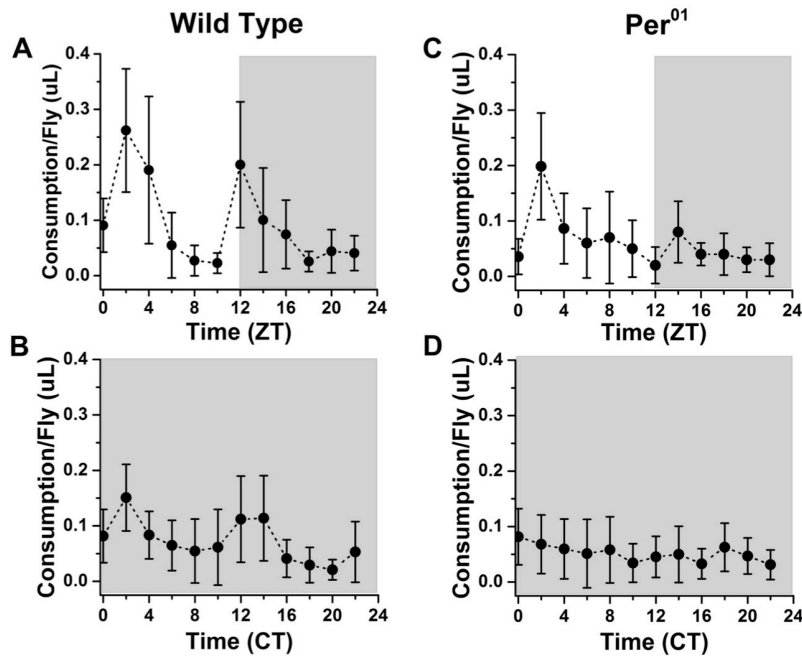 Wild Type
Per01
A
Consumption/Fly (uL)
0.4
0.3
0.2
0.1
0.0
0 4 8 12 16 20 24
Time (ZT)
C
Consumption/Fly (uL)
0.4
0.3
0.2
0.1
0.0
0 4 8 12 16 20 24
Time (ZT)
B
Consumption/Fly (uL)
0.4
0.3
0.2
0.1
0.0
0 4 8 12 16 20 24
Time (CT)
D
Consumption/Fly (uL)
0.4
0.3
0.2
0.1
0.0
0 4 8 12 16 20 24
Time (CT)